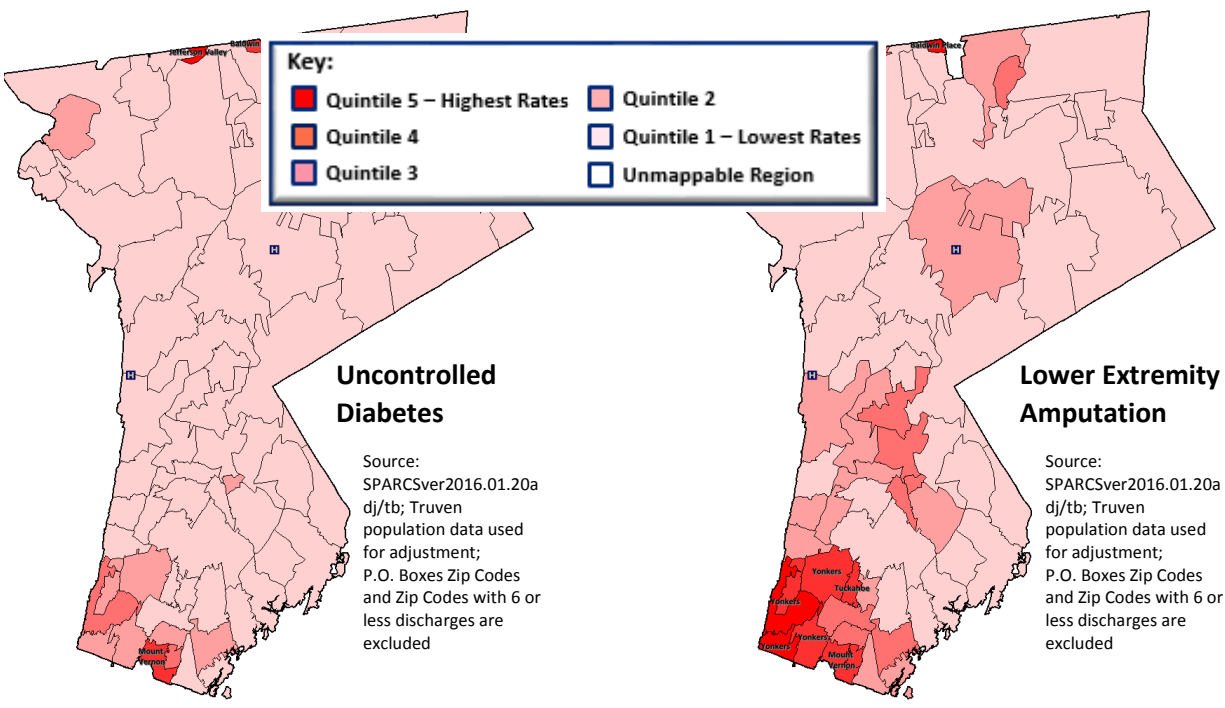 Jefferson Valley
Baldwin
Baldwin Place
Key:
Quintile 5 – Highest Rates
Quintile 2
Quintile 4
Quintile 1 – Lowest Rates
Quintile 3
Unmappable Region
H
H
H
H
Uncontrolled
Diabetes
Source:
SPARCSver2016.01.20a
dj/tb; Truven
population data used
for adjustment;
P.O. Boxes Zip Codes
and Zip Codes with 6 or
less discharges are
excluded
Mount
Vernon
Lower Extremity
Amputation
Source:
SPARCSver2016.01.20a
dj/tb; Truven
population data used
for adjustment;
P.O. Boxes Zip Codes
and Zip Codes with 6 or
less discharges are
excluded
Yonkers
Tuckahoe
Yonkers
Yonkers
Yonkers
Mount
Vernon